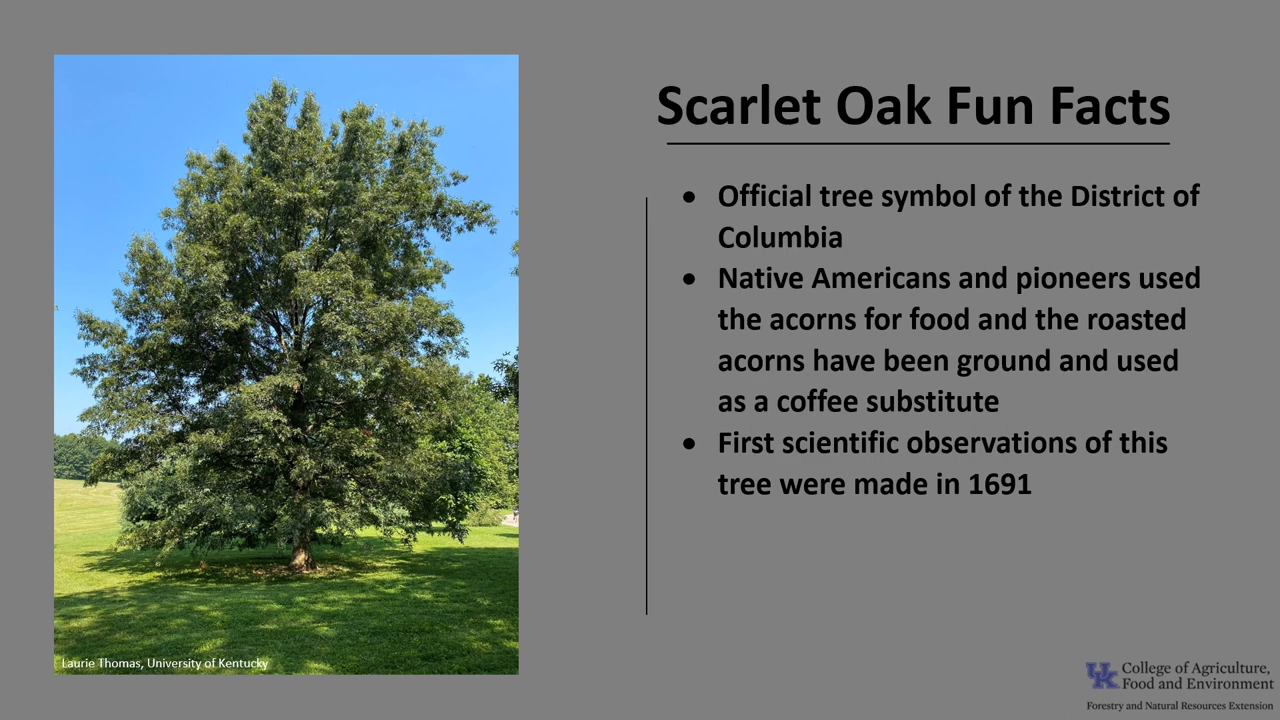 Scarlet Oak Fun Facts
• Official tree symbol of the District of
Columbia
• Native Americans and pioneers used
the acorns for food and the roasted
acorns have been ground and used
as a coffee substitute
• First scientific observations of this
tree were made in 1691
Laurie Thomas, University of Kentucky
UK College of Agriculture,
Food and Environment
Forestry and Natural Resources Extension